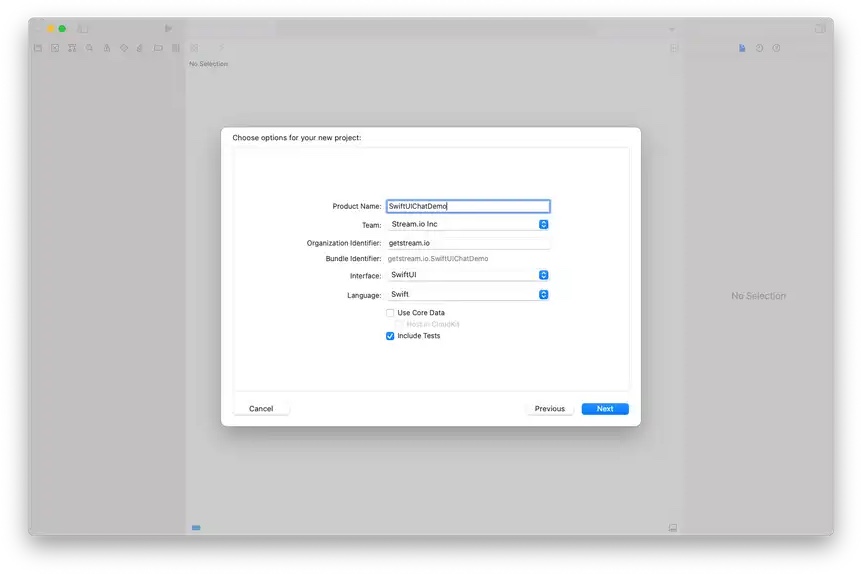 No Selection
Choose options for your new project:
Product Name: SwiftUIChatDemo
Team: Stream.io Inc
Organization Identifier: getstream.io
Bundle Identifier: getstream.io.SwiftUIChatDemo
Interface: SwiftUI
Language: Swift
Use Core Data
Host in CloudKit
Include Tests
No Selection
Cancel
Previous
Next